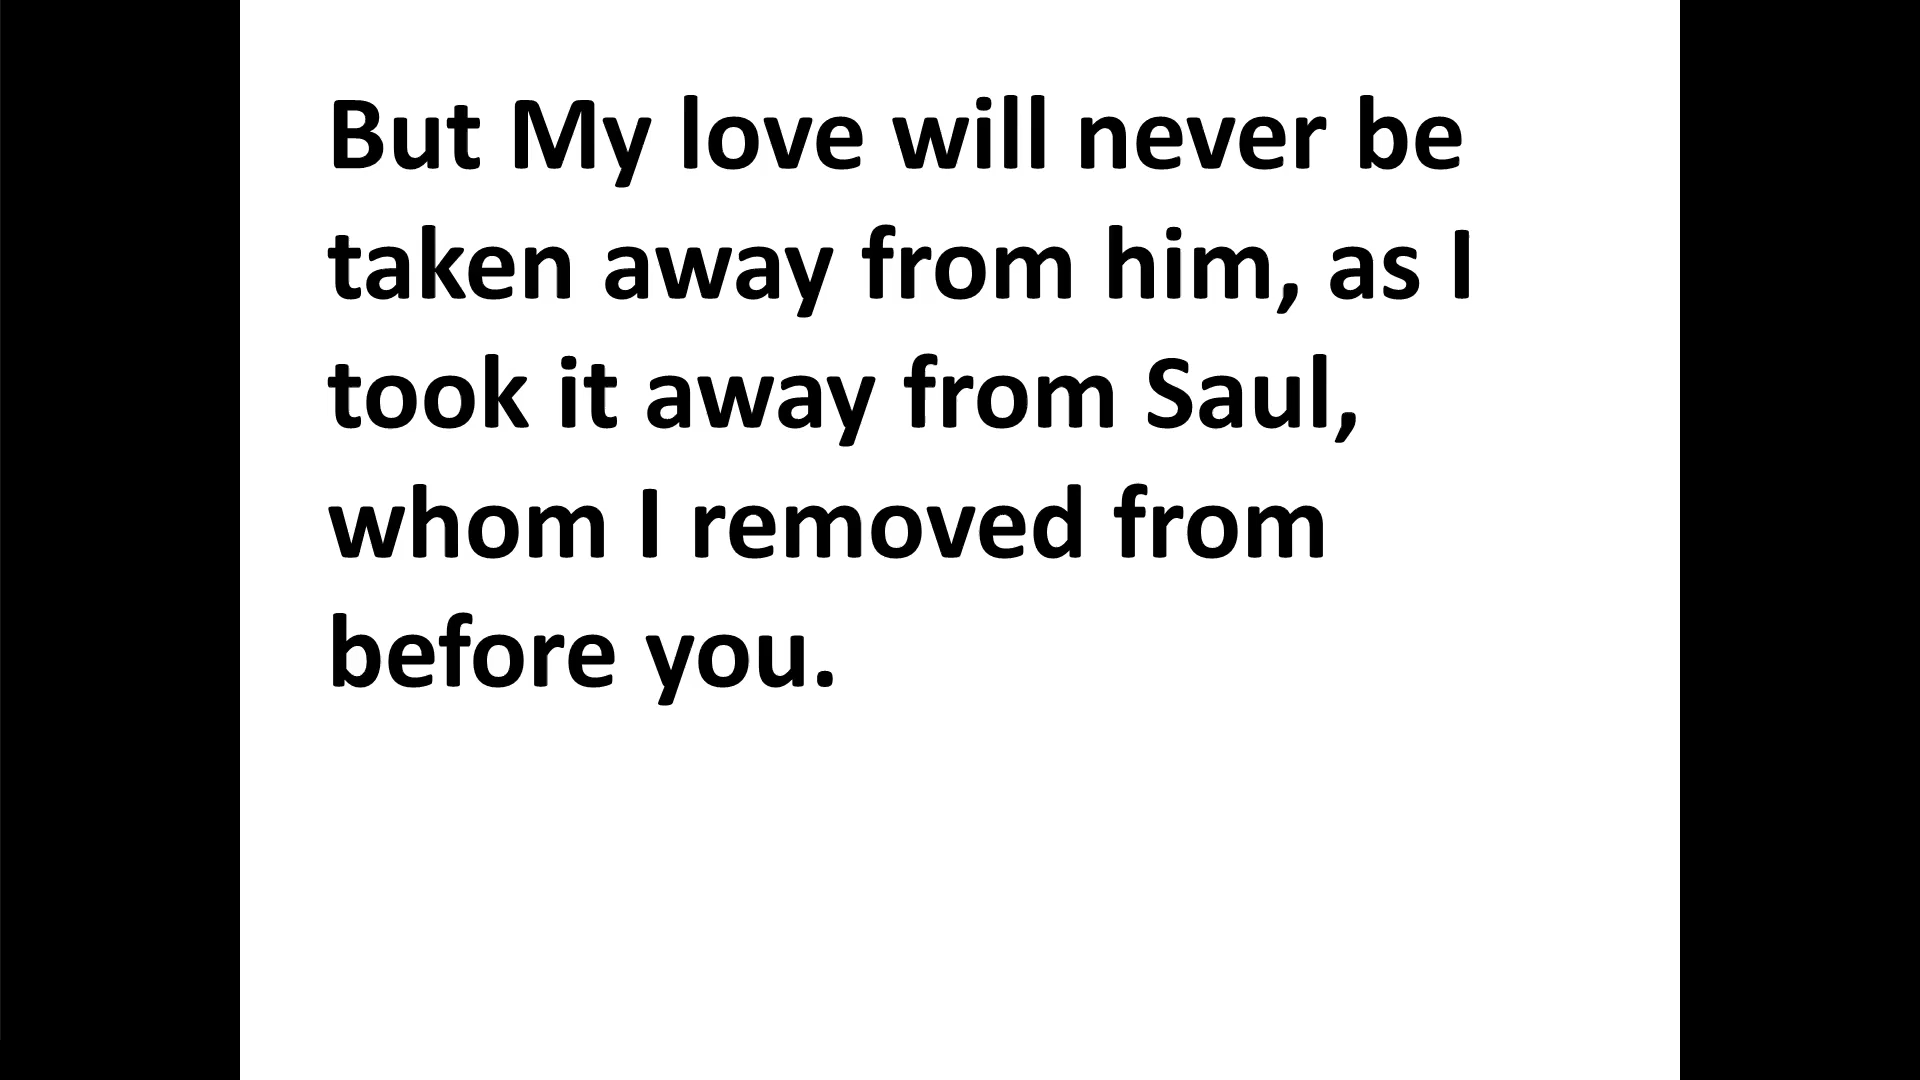 But My love will never be
taken away from him, as I
took it away from Saul,
whom I removed from
before you.